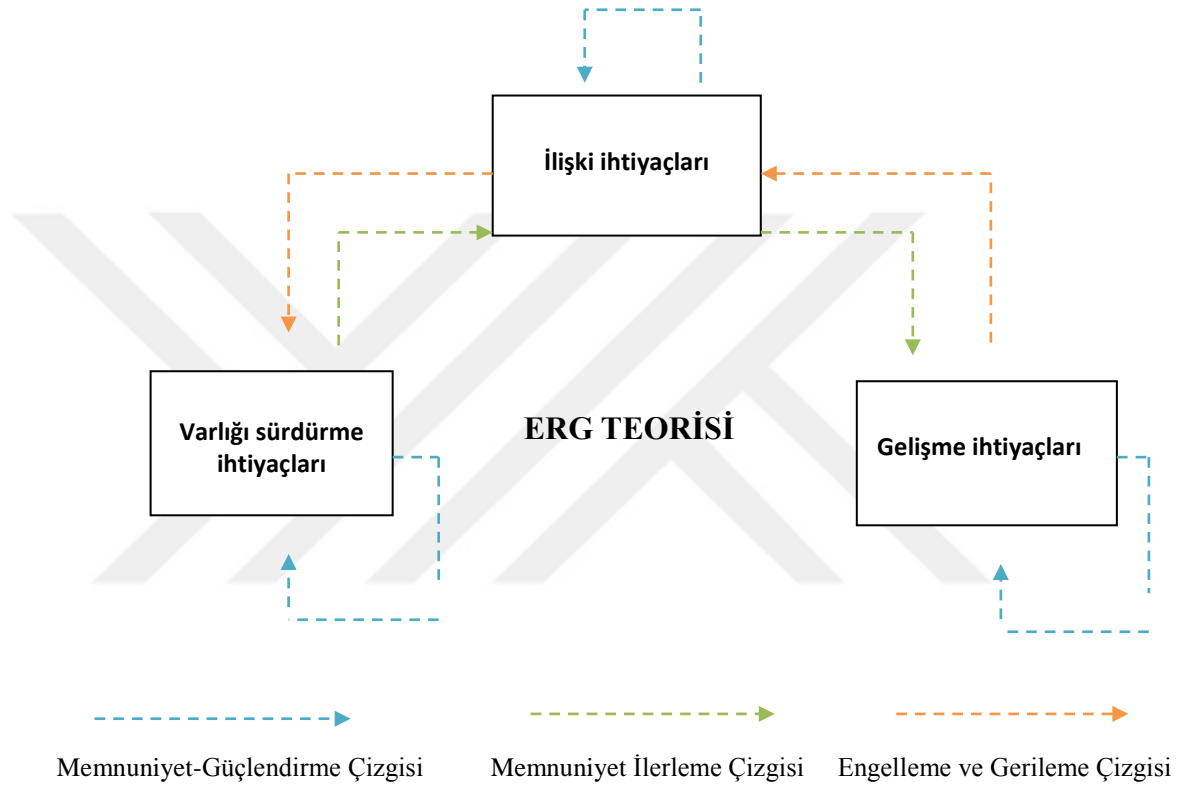 İlişki ihtiyaçları
Varlığı sürdürme
ihtiyaçları
ERG TEORİSİ
Gelişme ihtiyaçları
Memnuniyet-Güçlendirme Çizgisi
Memnuniyet İlerleme Çizgisi
Engelleme ve Gerileme Çizgisi